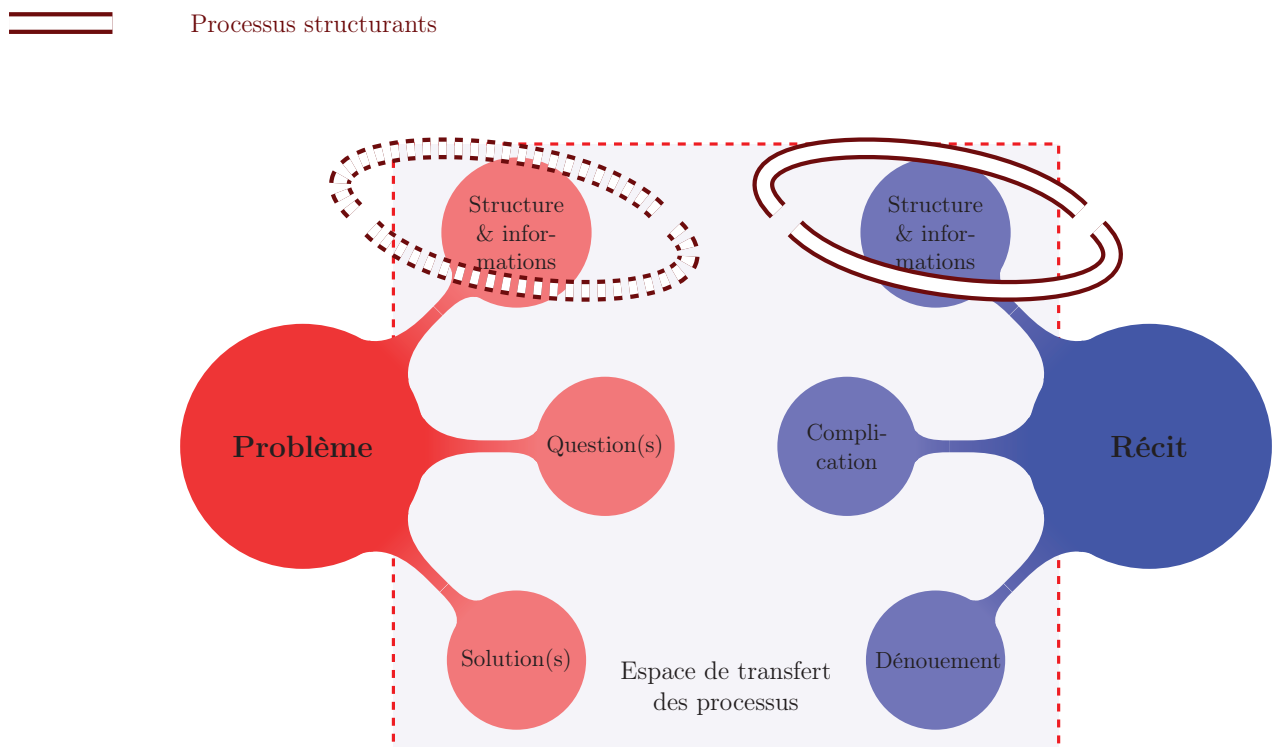 Processus structurants
Structure
& infor-
mations
Structure
& infor-
mations
Problème
Question(s)
Compli-
cation
Récit
Solution(s)
Espace de transfert
des processus
Dénouement